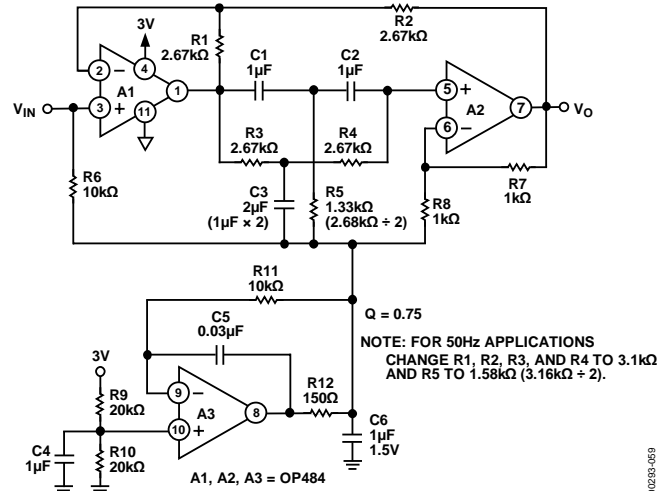 R2
2.67kΩ
3V
R1
2.67kΩ
C1
1µF
C2
1µF
2
−
4
A1
1
3
+
11
VIN
5
+
A2
7
6
−
VO
R3
2.67kΩ
R4
2.67kΩ
R6
10kΩ
C3
2µF
(1µF × 2)
R5
1.33kΩ
(2.68kΩ ÷ 2)
R8
1kΩ
R7
1kΩ
R11
10kΩ
Q = 0.75
C5
0.03µF
NOTE: FOR 50Hz APPLICATIONS
CHANGE R1, R2, R3, AND R4 TO 3.1kΩ
AND R5 TO 1.58kΩ (3.16kΩ ÷ 2).
3V
R9
20kΩ
9
−
A3
8
10
+
R12
150Ω
C6
1µF
1.5V
C4
1µF
R10
20kΩ
A1, A2, A3 = OP484
00293-059